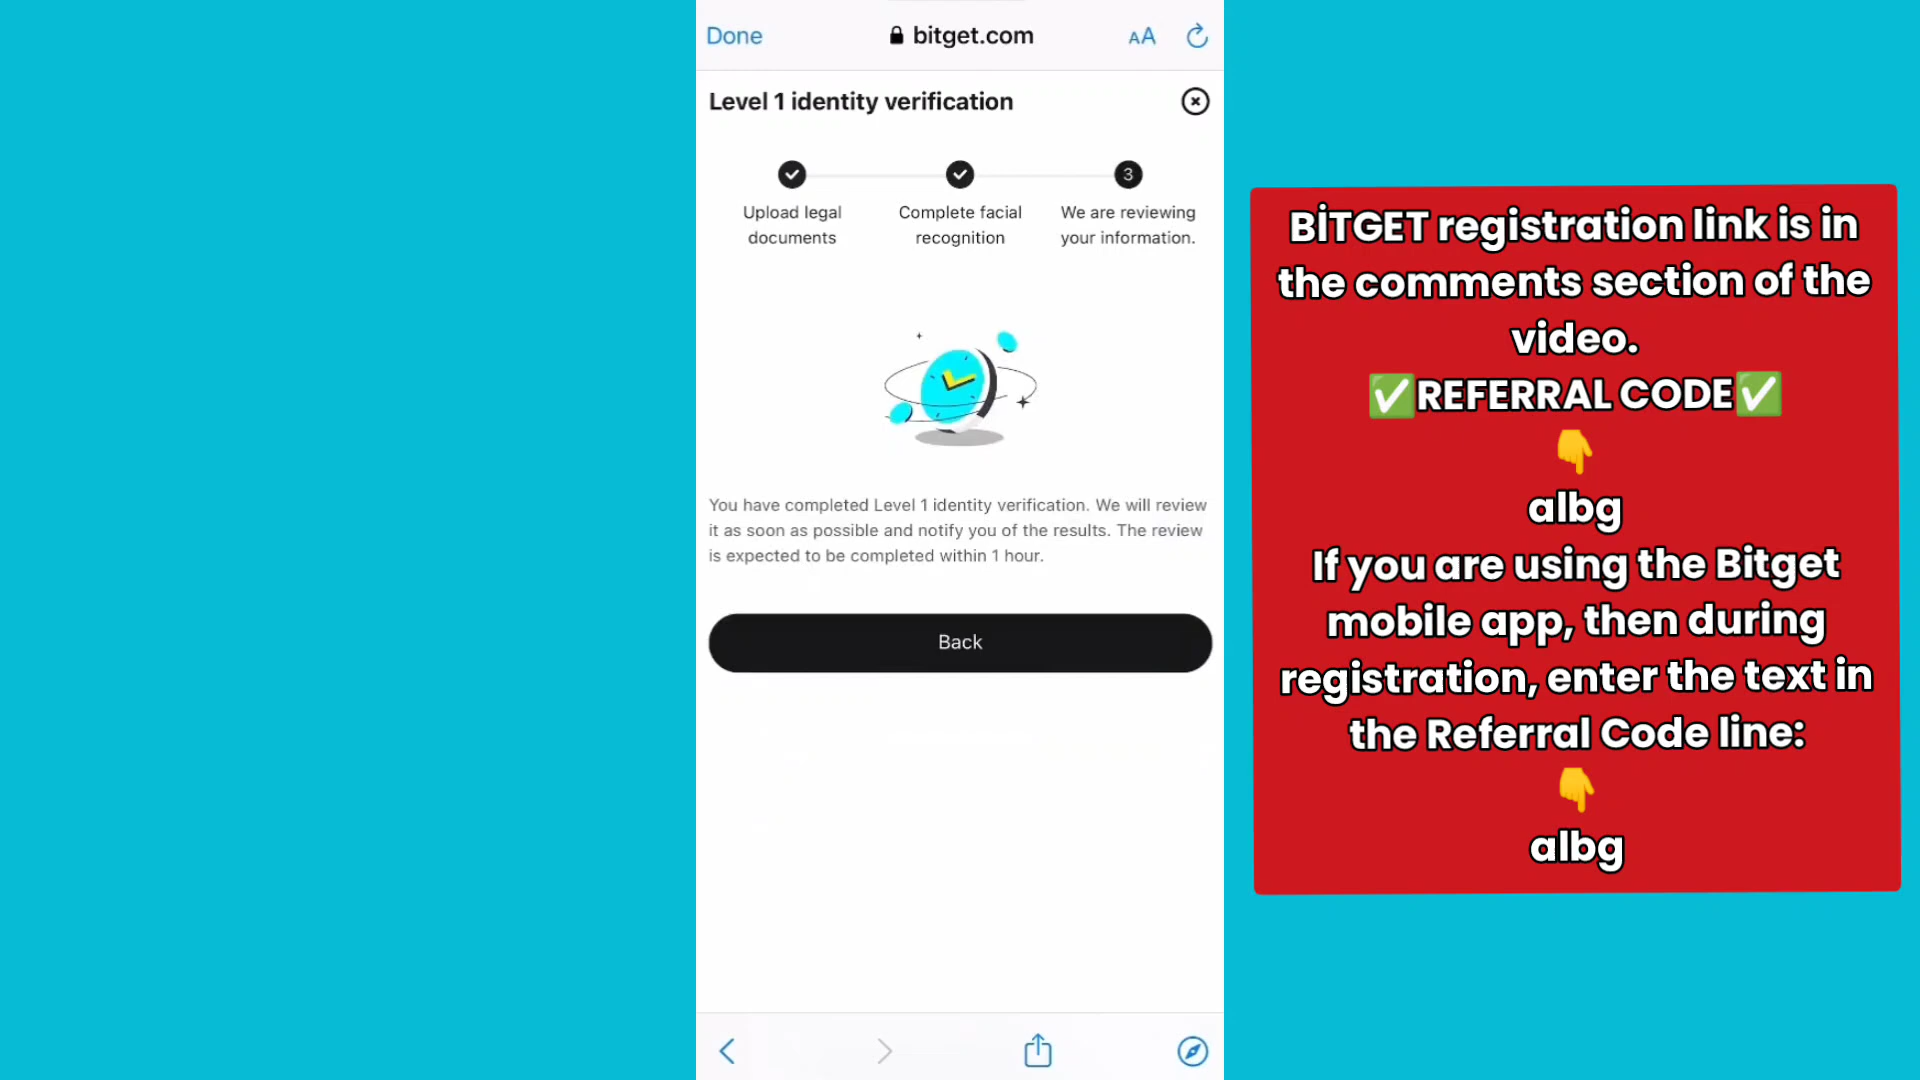 Done
bitget.com
AA
Level 1 identity verification
3
Upload legal
documents
Complete facial
recognition
We are reviewing
your information.
You have completed Level 1 identity verification. We will review
it as soon as possible and notify you of the results. The review
is expected to be completed within 1 hour.
Back
BİTGET registration link is in
the comments section of the
video.
✅REFERRAL CODE✅
👇
albg
If you are using the Bitget
mobile app, then during
registration, enter the text in
the Referral Code line:
👇
albg